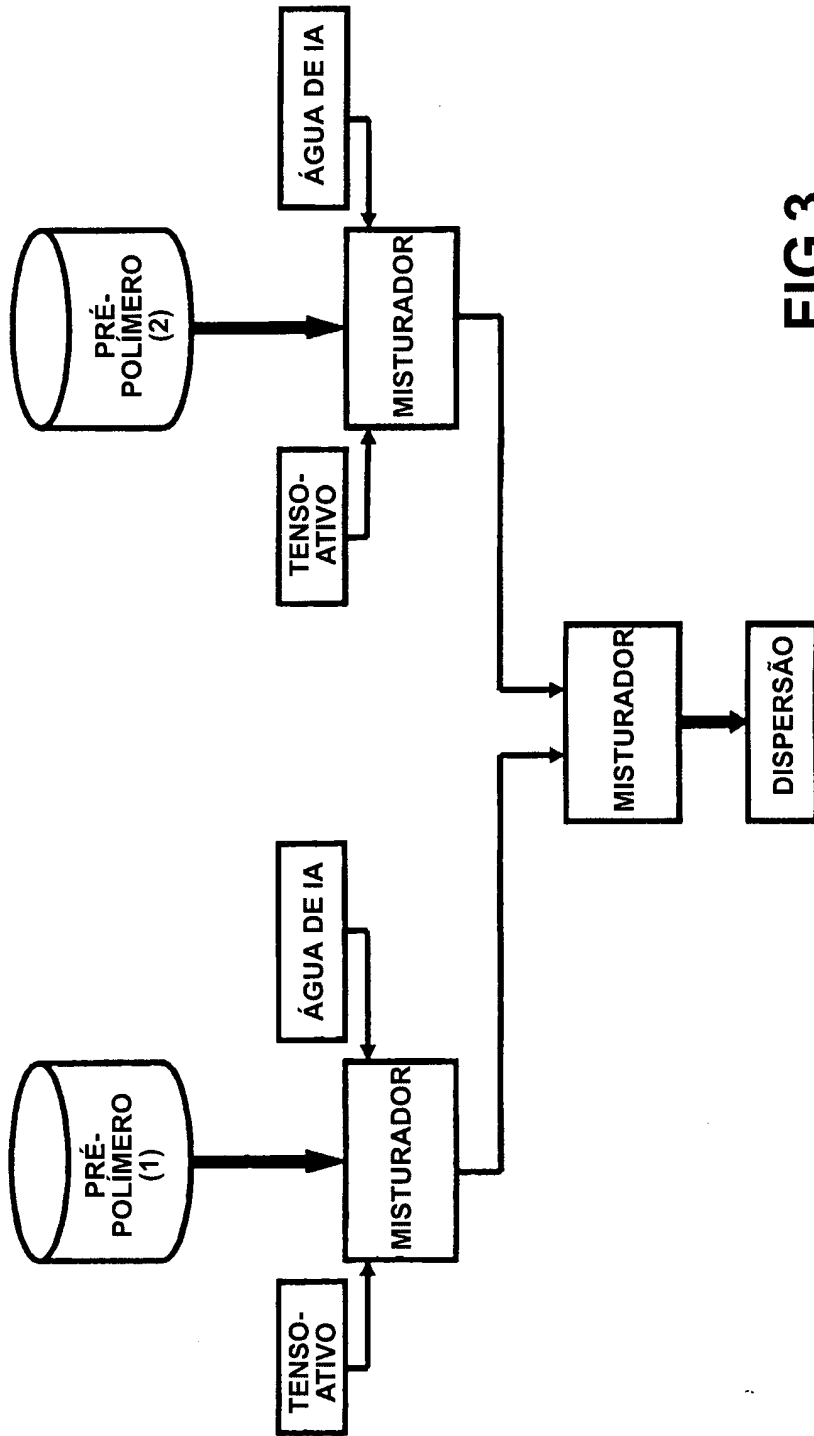 PRÉ-
POLÍMERO
(1)
TENSO-
ATIVO
MISTURADOR
ÁGUA DE IA
PRÉ-
POLÍMERO
(2)
TENSO-
ATIVO
MISTURADOR
ÁGUA DE IA
MISTURADOR
DISPERSÃO
FIG.3